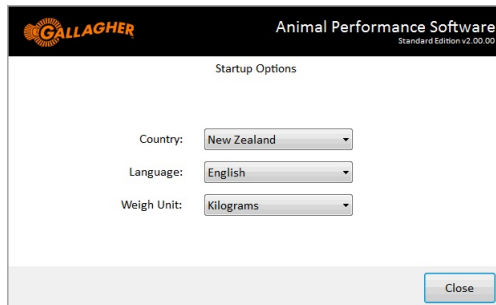 GALLAGHER
Animal Performance Software
Standard Edition v2.00.00
Startup Options
Country: New Zealand
Language: English
Weigh Unit: Kilograms
Close